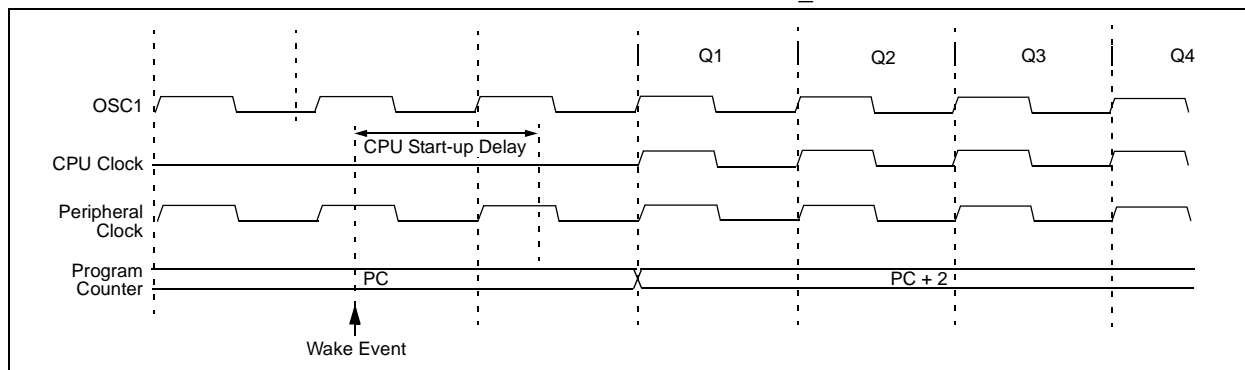 Q1
Q2
Q3
Q4
OSC1
CPU Start-up Delay
CPU Clock
Peripheral
Clock
Program
Counter
PC
PC + 2
Wake Event